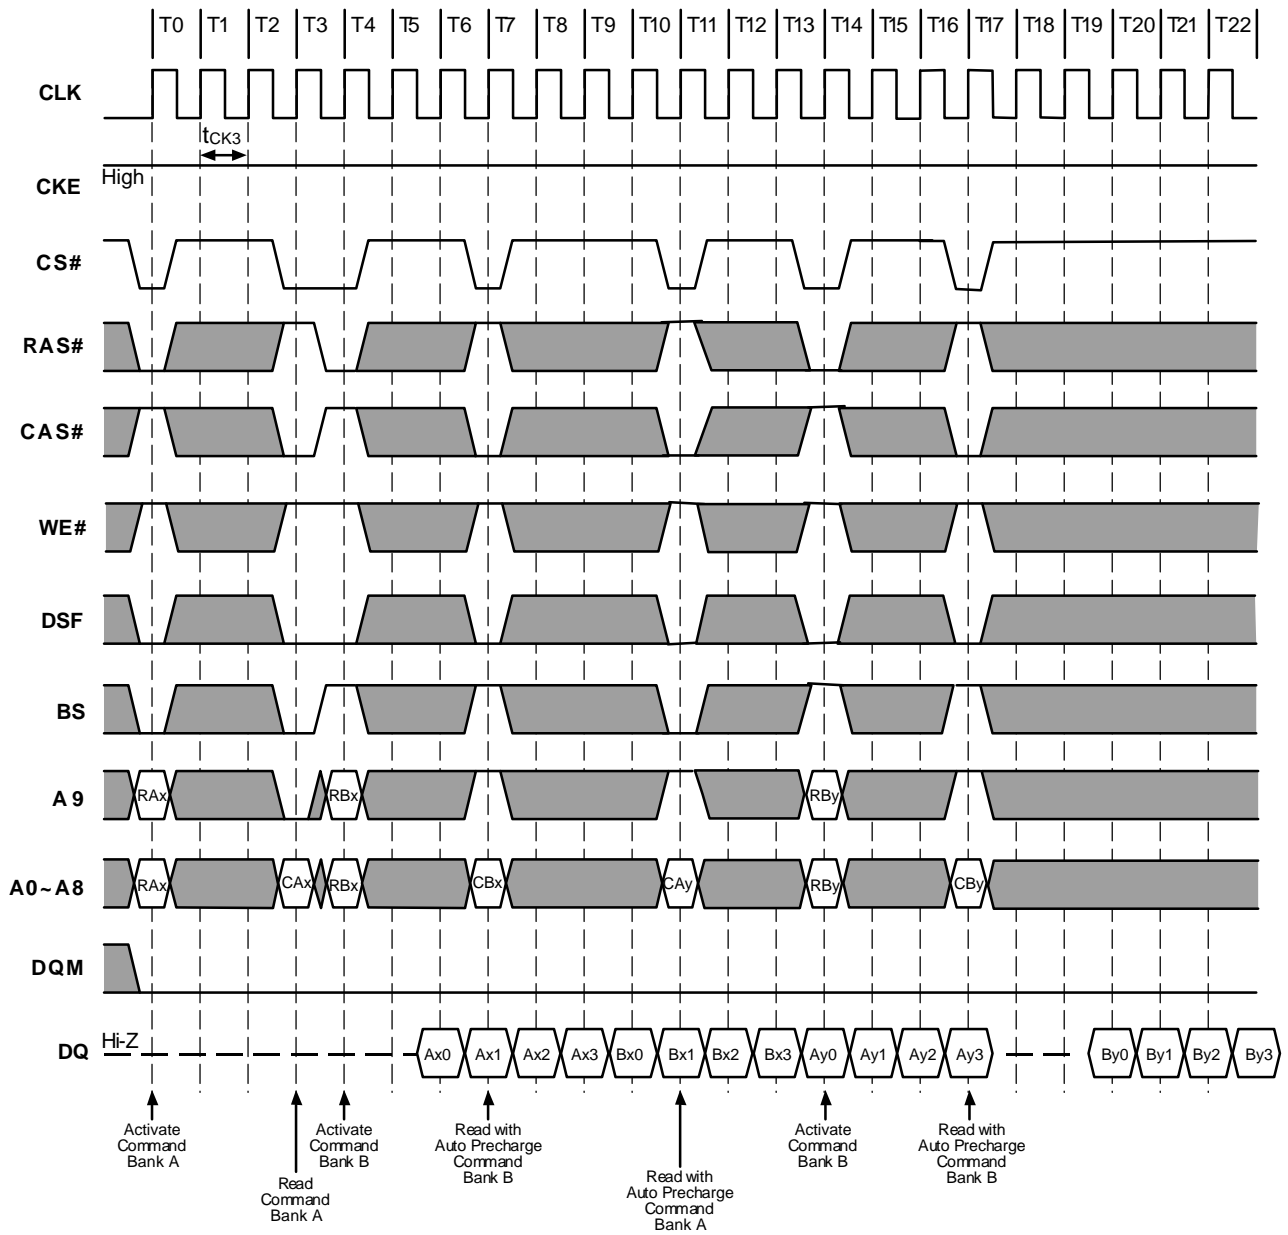 T0 T1 T2 T3 T4 T5 T6 T7 T8 T9 T10 T11 T12 T13 T14 T15 T16 T17 T18 T19 T20 T21 T22
CLK
tCK3
High
CKE
CS#
RAS#
CAS#
WE#
DSF
BS
A9 RAx RBx RBy
A0~A8 RAx CAx RBx CBx CAy RBy CBy
DQM
Hi-Z
DQ Ax0 Ax1 Ax2 Ax3 Bx0 Bx1 Bx2 Bx3 Ay0 Ay1 Ay2 Ay3 By0 By1 By2 By3
Activate
Command
Bank A
Read
Command
Bank A
Activate
Command
Bank B
Read with
Auto Precharge
Command
Bank B
Read with
Auto Precharge
Command
Bank A
Activate
Command
Bank B
Read with
Auto Precharge
Command
Bank B